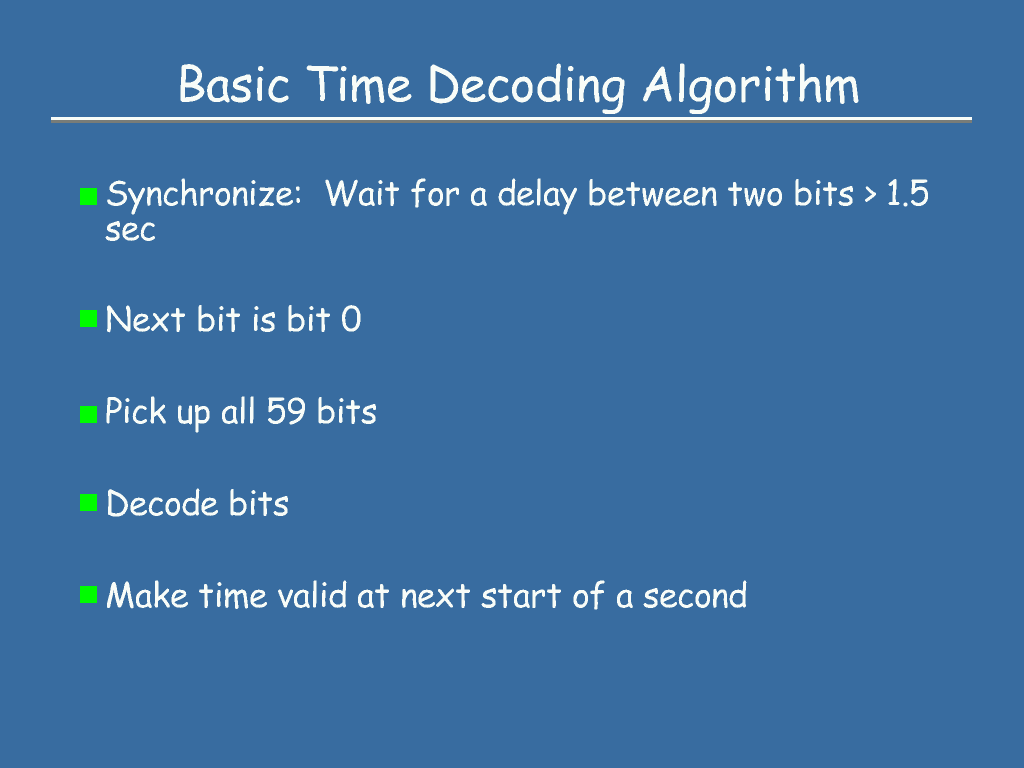 Basic Time Decoding Algorithm
Synchronize:  Wait for a delay between two bits > 1.5
sec
Next bit is bit 0
Pick up all 59 bits
Decode bits
Make time valid at next start of a second